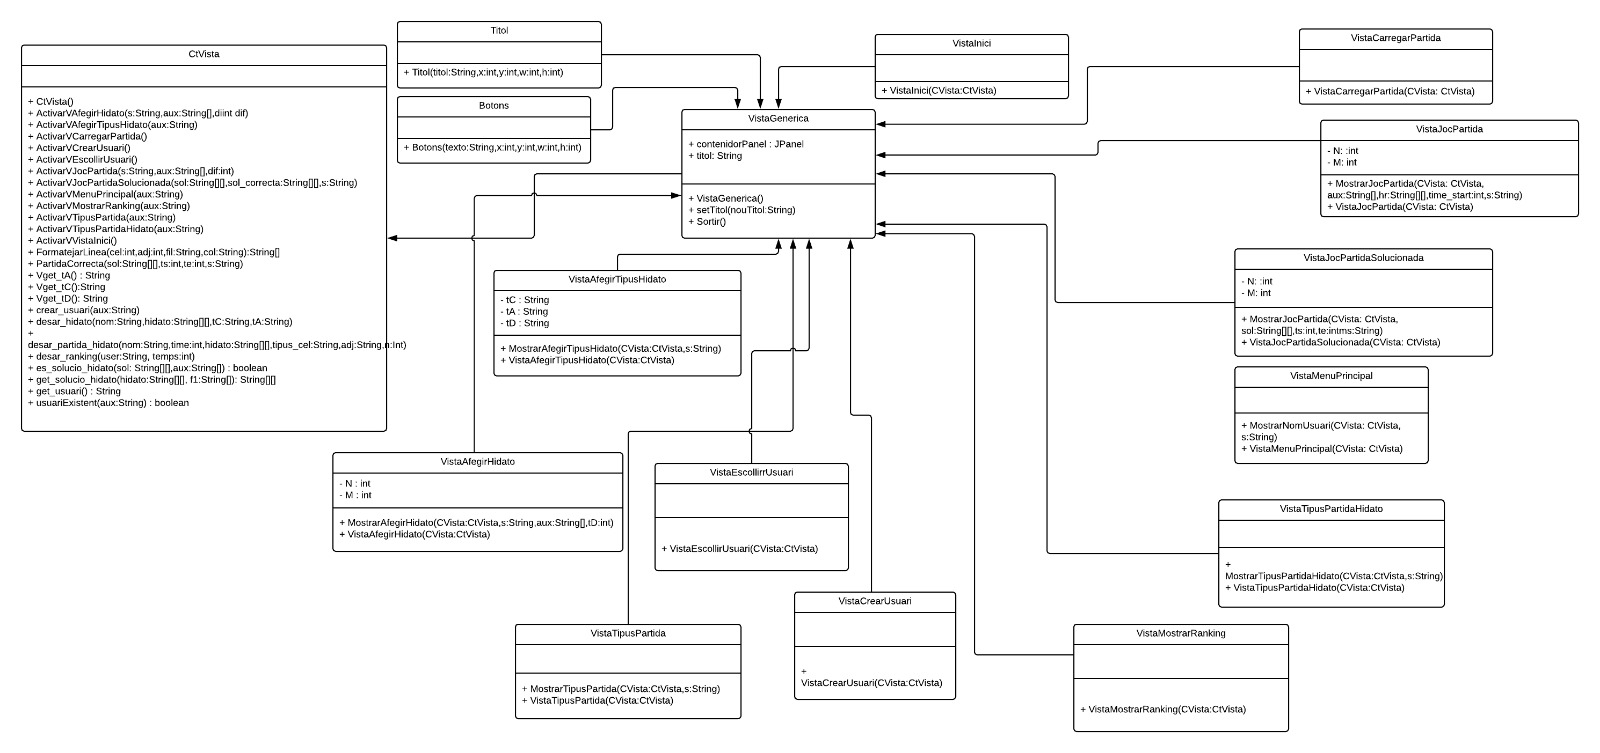 CtVista
+ CtVista()
+ ActivarVAfegirHidato(s:String,aux:String[],diint dif)
+ ActivarVAfegirTipusHidato(aux:String)
+ ActivarVCarregarPartida()
+ ActivarVCrearUsuari()
+ ActivarVEscollirUsuari()
+ ActivarVJocPartida(s:String,aux:String[],dif:int)
+ ActivarVJocPartidaSolucionada(sol:String[][],sol_correcta:String[][],s:String)
+ ActivarVMenuPrincipal(aux:String)
+ ActivarVMostrarRanking(aux:String)
+ ActivarVTipusPartida(aux:String)
+ ActivarVTipusPartidaHidato(aux:String)
+ ActivarVVistaInici()
+ FormatejarLinea(cel:int,adj:int,fil:String,col:String):String[]
+ PartidaCorrecta(sol:String[][],ts:int,te:int,s:String)
+ Vget_tA() : String
+ Vget_tC():String
+ Vget_tD(): String
+ crear_usuari(aux:String)
+ desar_hidato(nom:String,hidato:String[][],tC:String,tA:String)
+
desar_partida_hidato(nom:String,time:int,hidato:String[][],tipus_cel:String,adj:String,n:Int)
+ desar_ranking(user:String, temps:int)
+ es_solucio_hidato(sol: String[][],aux:String[]) : boolean
+ get_solucio_hidato(hidato:String[][], f1:String[]): String[][]
+ get_usuari() : String
+ usuariExistent(aux:String) : boolean
Titol
+ Titol(titol:String,x:int,y:int,w:int,h:int)
Botons
+ Botons(texto:String,x:int,y:int,w:int,h:int)
VistaInici
+ VistaInici(CVista:CtVista)
VistaGenerica
+ contenidorPanel : JPanel
+ titol: String
+ VistaGenerica()
+ setTitol(nouTitol:String)
+ Sortir()
VistaCarregarPartida
+ VistaCarregarPartida(CVista: CtVista)
VistaJocPartida
- N: :int
- M: int
+ MostrarJocPartida(CVista: CtVista,
aux:String[],hr:String[][],time_start:int,s:String)
+ VistaJocPartida(CVista: CtVista)
VistaJocPartidaSolucionada
- N: :int
- M: int
+ MostrarJocPartida(CVista: CtVista,
sol:String[][],ts:int,te:intms:String)
+ VistaJocPartidaSolucionada(CVista: CtVista)
VistaMenuPrincipal
+ MostrarNomUsuari(CVista: CtVista,
s:String)
+ VistaMenuPrincipal(CVista: CtVista)
VistaAfegirTipusHidato
- tC : String
- tA : String
- tD : String
+ MostrarAfegirTipusHidato(CVista:CtVista,s:String)
+ VistaAfegirTipusHidato(CVista:CtVista)
VistaAfegirHidato
- N : int
- M : int
+ MostrarAfegirHidato(CVista:CtVista,s:String,aux:String[],tD:int)
+ VistaAfegirHidato(CVista:CtVista)
VistaEscollirrUsuari
+ VistaEscollirUsuari(CVista:CtVista)
VistaTipusPartidaHidato
+
MostrarTipusPartidaHidato(CVista:CtVista,s:String)
+ VistaTipusPartidaHidato(CVista:CtVista)
VistaCrearUsuari
+
VistaCrearUsuari(CVista:CtVista)
VistaTipusPartida
+ MostrarTipusPartida(CVista:CtVista,s:String)
+ VistaTipusPartida(CVista:CtVista)
VistaMostrarRanking
+ VistaMostrarRanking(CVista:CtVista)